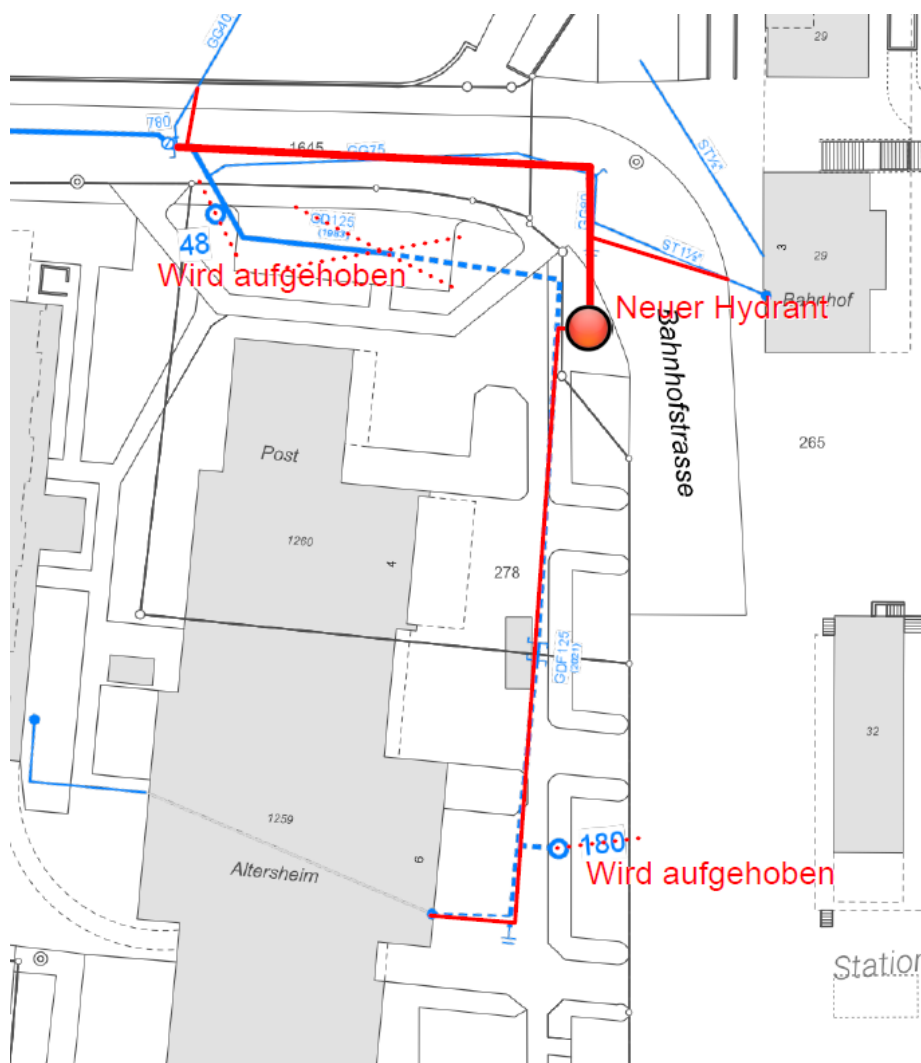 GG40
29
780
1645
GG75
ST½"
GD125
(1983)
GG80
3
29
48
ST1½"
Wird aufgehoben
Bahnhof
Neuer Hydrant
Bahnhofstrasse
265
Post
1260
4
278
GDF125
(2021)
32
1259
6
180
Altersheim
Wird aufgehoben
Station